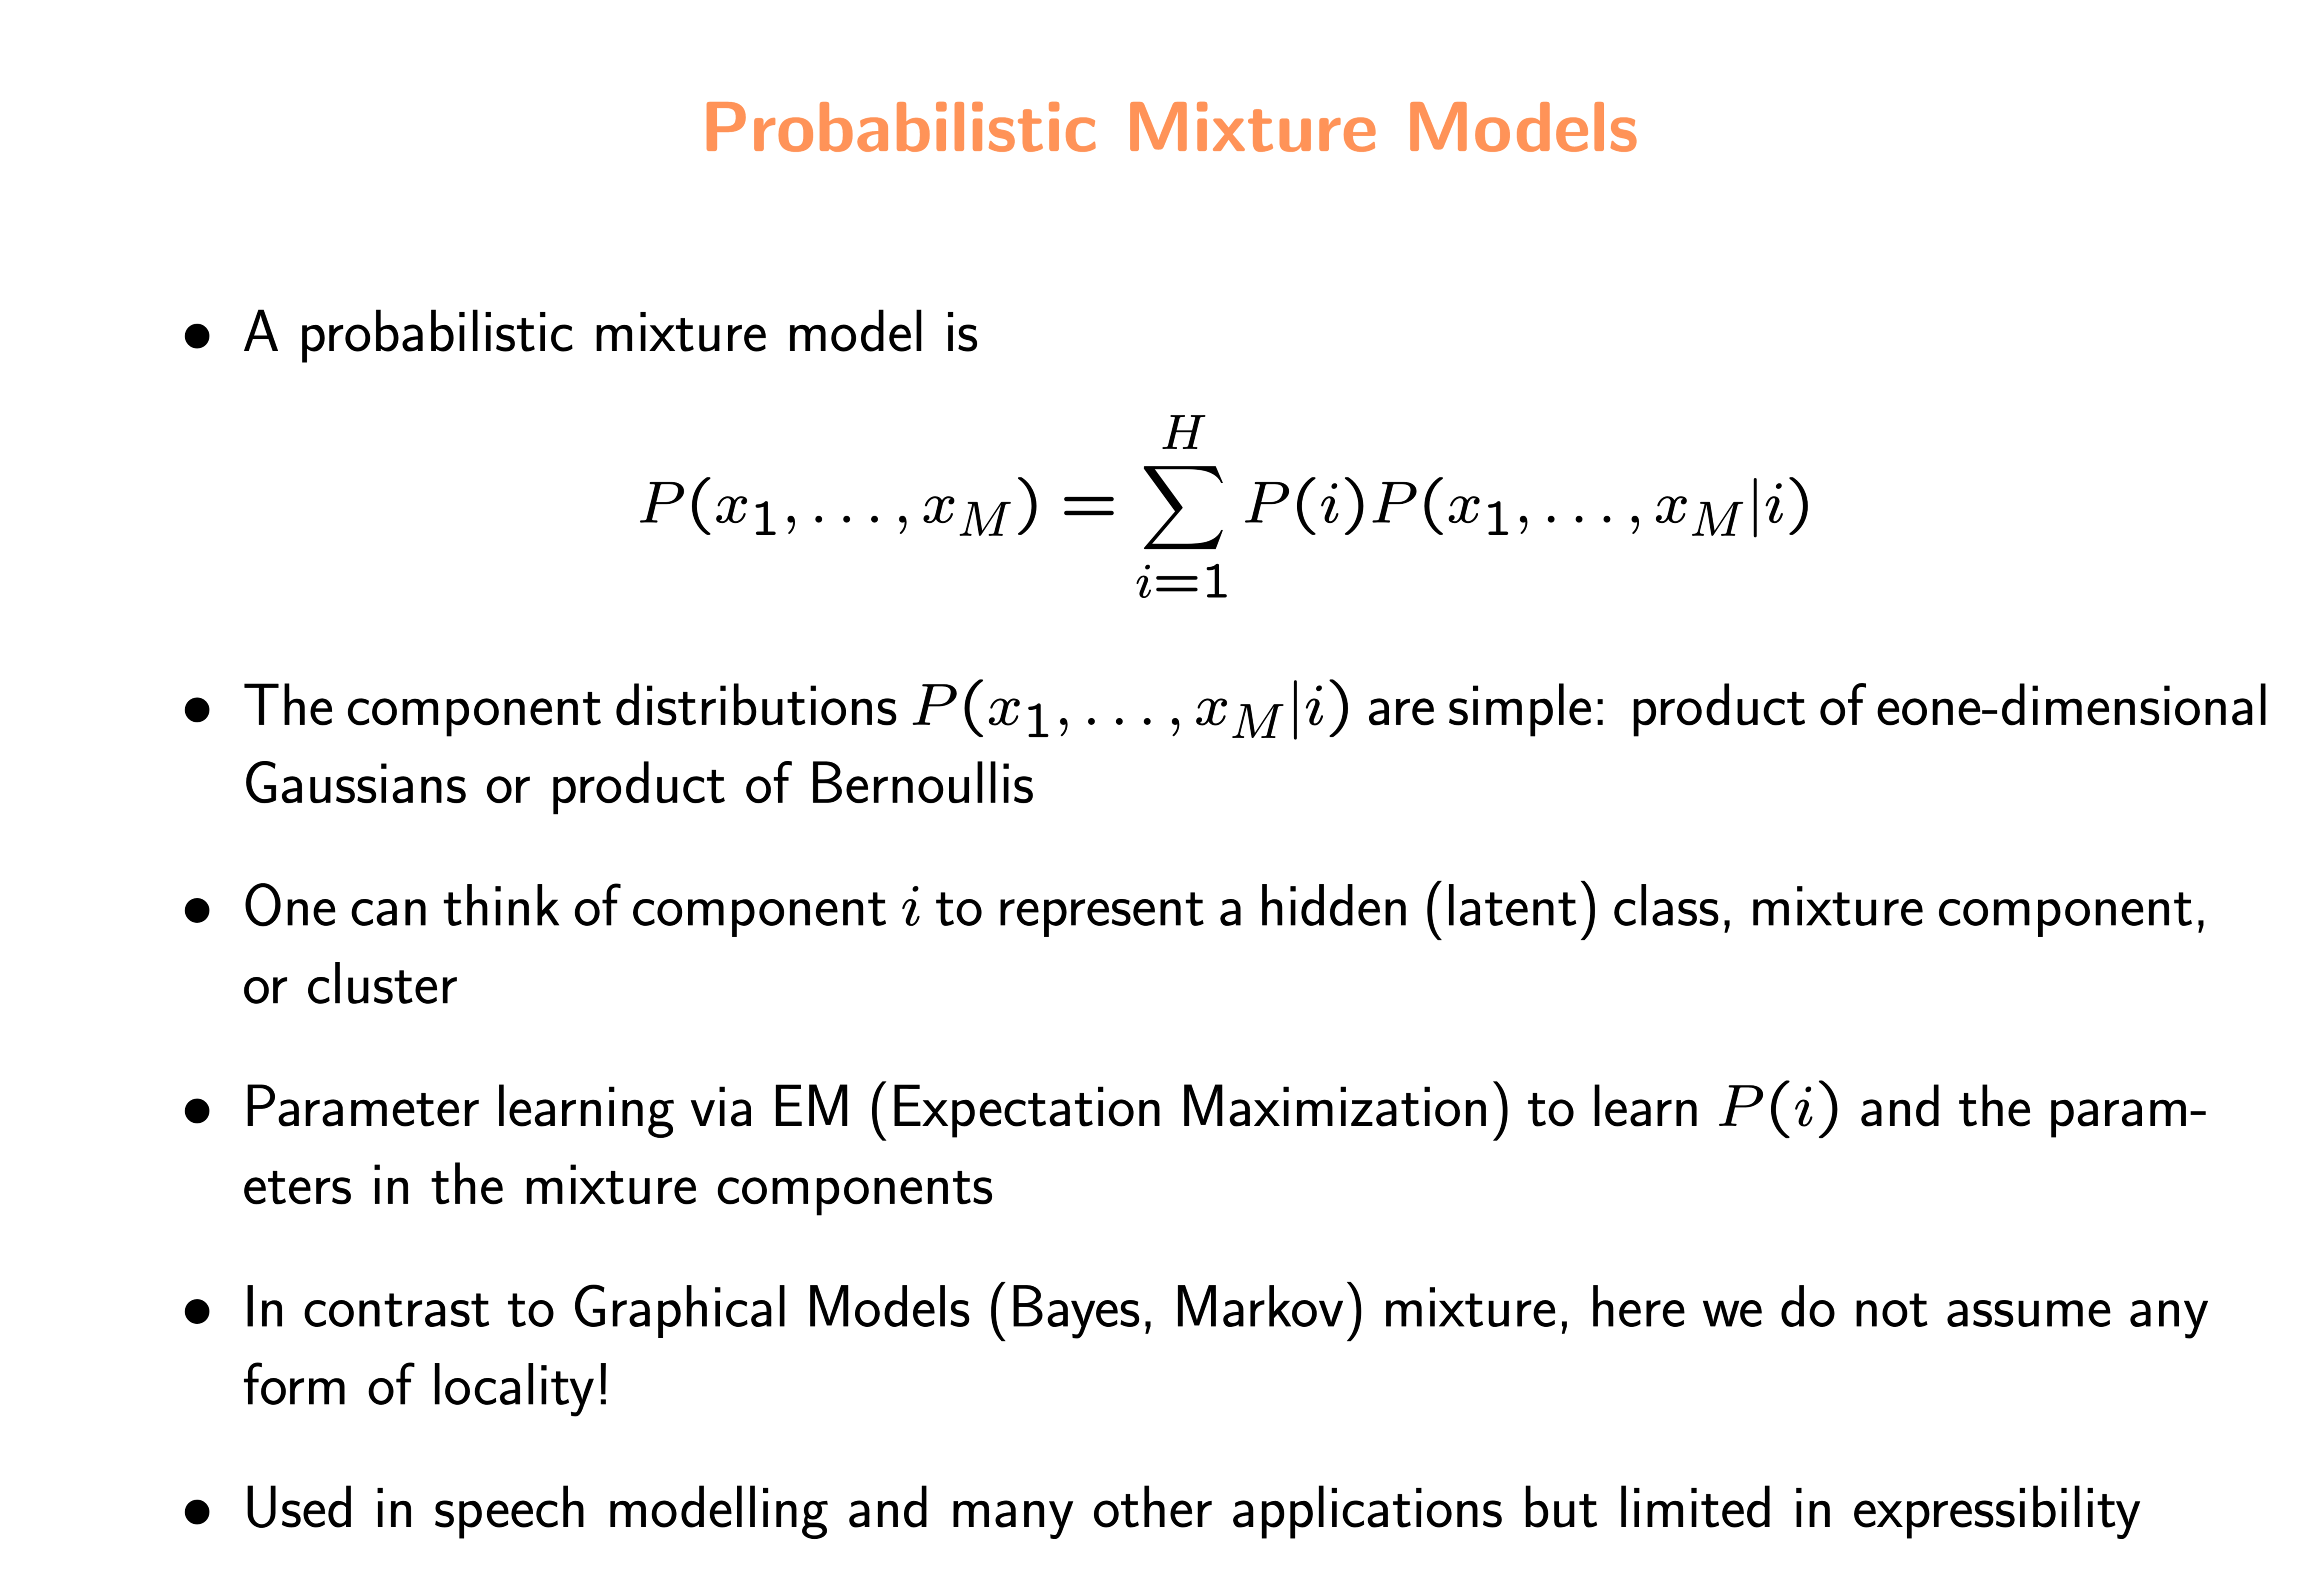 Probabilistic Mixture Models
• A probabilistic mixture model is
P(x_1, ..., x_M) = \sum_{i=1}^{H} P(i)P(x_1, ..., x_M|i)
• The component distributions P(x_1, ..., x_M|i) are simple: product of eone-dimensional
Gaussians or product of Bernoullis
• One can think of component i to represent a hidden (latent) class, mixture component,
or cluster
• Parameter learning via EM (Expectation Maximization) to learn P(i) and the param-
eters in the mixture components
• In contrast to Graphical Models (Bayes, Markov) mixture, here we do not assume any
form of locality!
• Used in speech modelling and many other applications but limited in expressibility